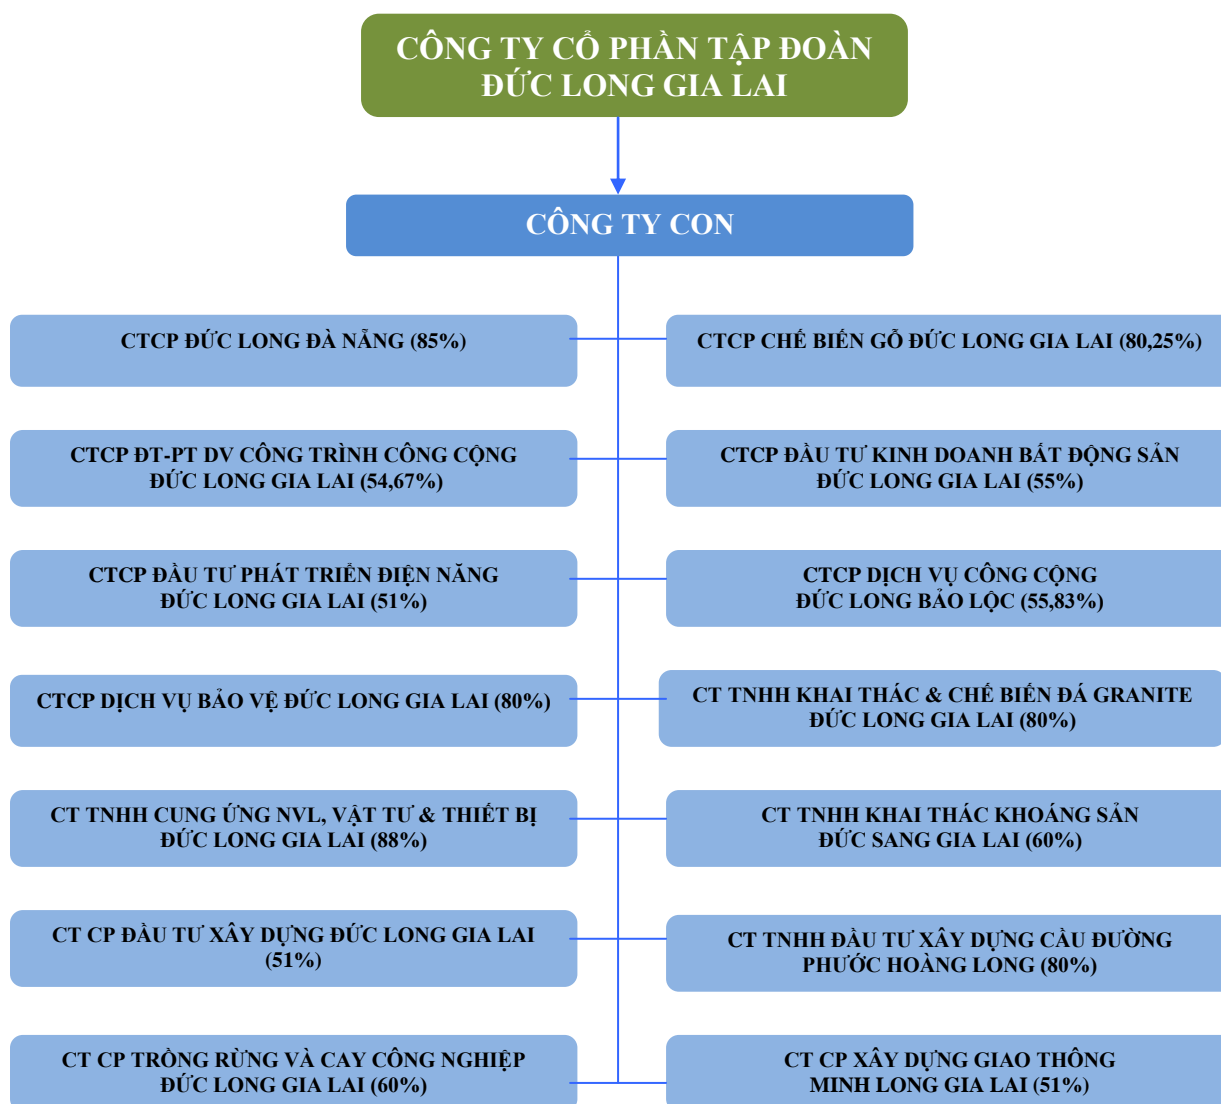 CÔNG TY CỔ PHẦN TẬP ĐOÀN
ĐỨC LONG GIA LAI
CÔNG TY CON
CTCP ĐỨC LONG ĐÀ NẴNG (85%)
CTCP CHẾ BIẾN GỖ ĐỨC LONG GIA LAI (80,25%)
CTCP ĐT-PT DV CÔNG TRÌNH CÔNG CỘNG
ĐỨC LONG GIA LAI (54,67%)
CTCP ĐẦU TƯ KINH DOANH BẤT ĐỘNG SẢN
ĐỨC LONG GIA LAI (55%)
CTCP ĐẦU TƯ PHÁT TRIỂN ĐIỆN NĂNG
ĐỨC LONG GIA LAI (51%)
CTCP DỊCH VỤ CÔNG CỘNG
ĐỨC LONG BẢO LỘC (55,83%)
CTCP DỊCH VỤ BẢO VỆ ĐỨC LONG GIA LAI (80%)
CT TNHH KHAI THÁC & CHẾ BIẾN ĐÁ GRANITE
ĐỨC LONG GIA LAI (80%)
CT TNHH CUNG ỨNG NVL, VẬT TƯ & THIẾT BỊ
ĐỨC LONG GIA LAI (88%)
CT TNHH KHAI THÁC KHOÁNG SẢN
ĐỨC SANG GIA LAI (60%)
CT CP ĐẦU TƯ XÂY DỰNG ĐỨC LONG GIA LAI
(51%)
CT TNHH ĐẦU TƯ XÂY DỰNG CẦU ĐƯỜNG
PHƯỚC HOÀNG LONG (80%)
CT CP TRỒNG RỪNG VÀ CAY CÔNG NGHIỆP
ĐỨC LONG GIA LAI (60%)
CT CP XÂY DỰNG GIAO THÔNG
MINH LONG GIA LAI (51%)